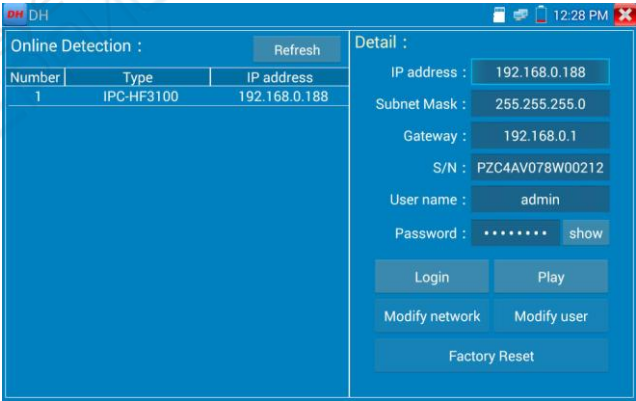 DH DH 12:28 PM
Online Detection : Refresh
Number Type IP address
1 IPC-HF3100 192.168.0.188
Detail :
IP address : 192.168.0.188
Subnet Mask : 255.255.255.0
Gateway : 192.168.0.1
S/N : PZC4AV078W00212
User name : admin
Password : •••••••• show
Login Play
Modify network Modify user
Factory Reset